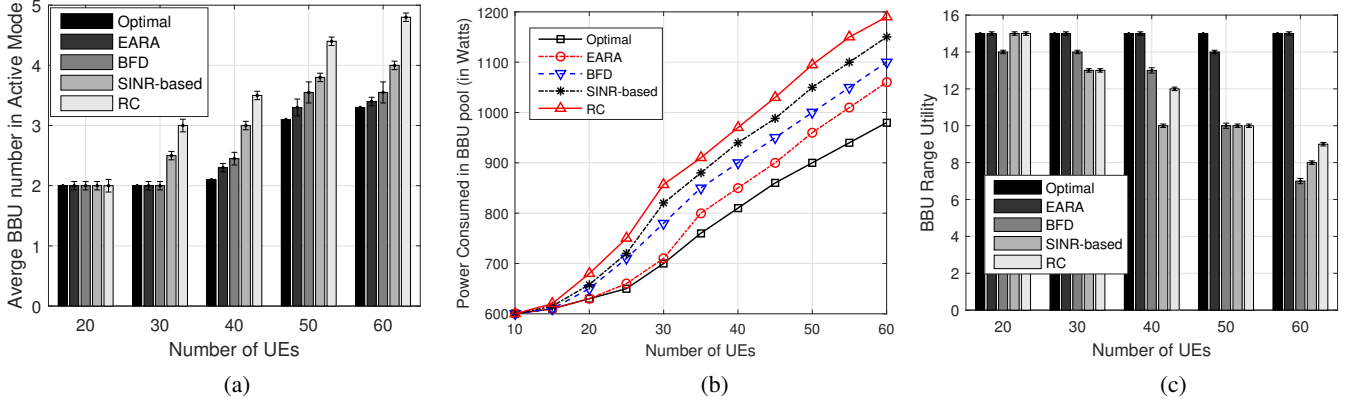 Averge BBU number in Active Mode
5
4
3
2
1
0
Optimal
EARA
BFD
SINR-based
RC
20 30 40 50 60
Number of UEs
(a)
Power Consumed in BBU pool (in Watts)
1200
1100
1000
900
800
700
600
Optimal
EARA
BFD
SINR-based
RC
10 20 30 40 50 60
Number of UEs
(b)
BBU Range Utility
16
14
12
10
8
6
4
2
0
Optimal
EARA
BFD
SINR-based
RC
20 30 40 50 60
Number of UEs
(c)